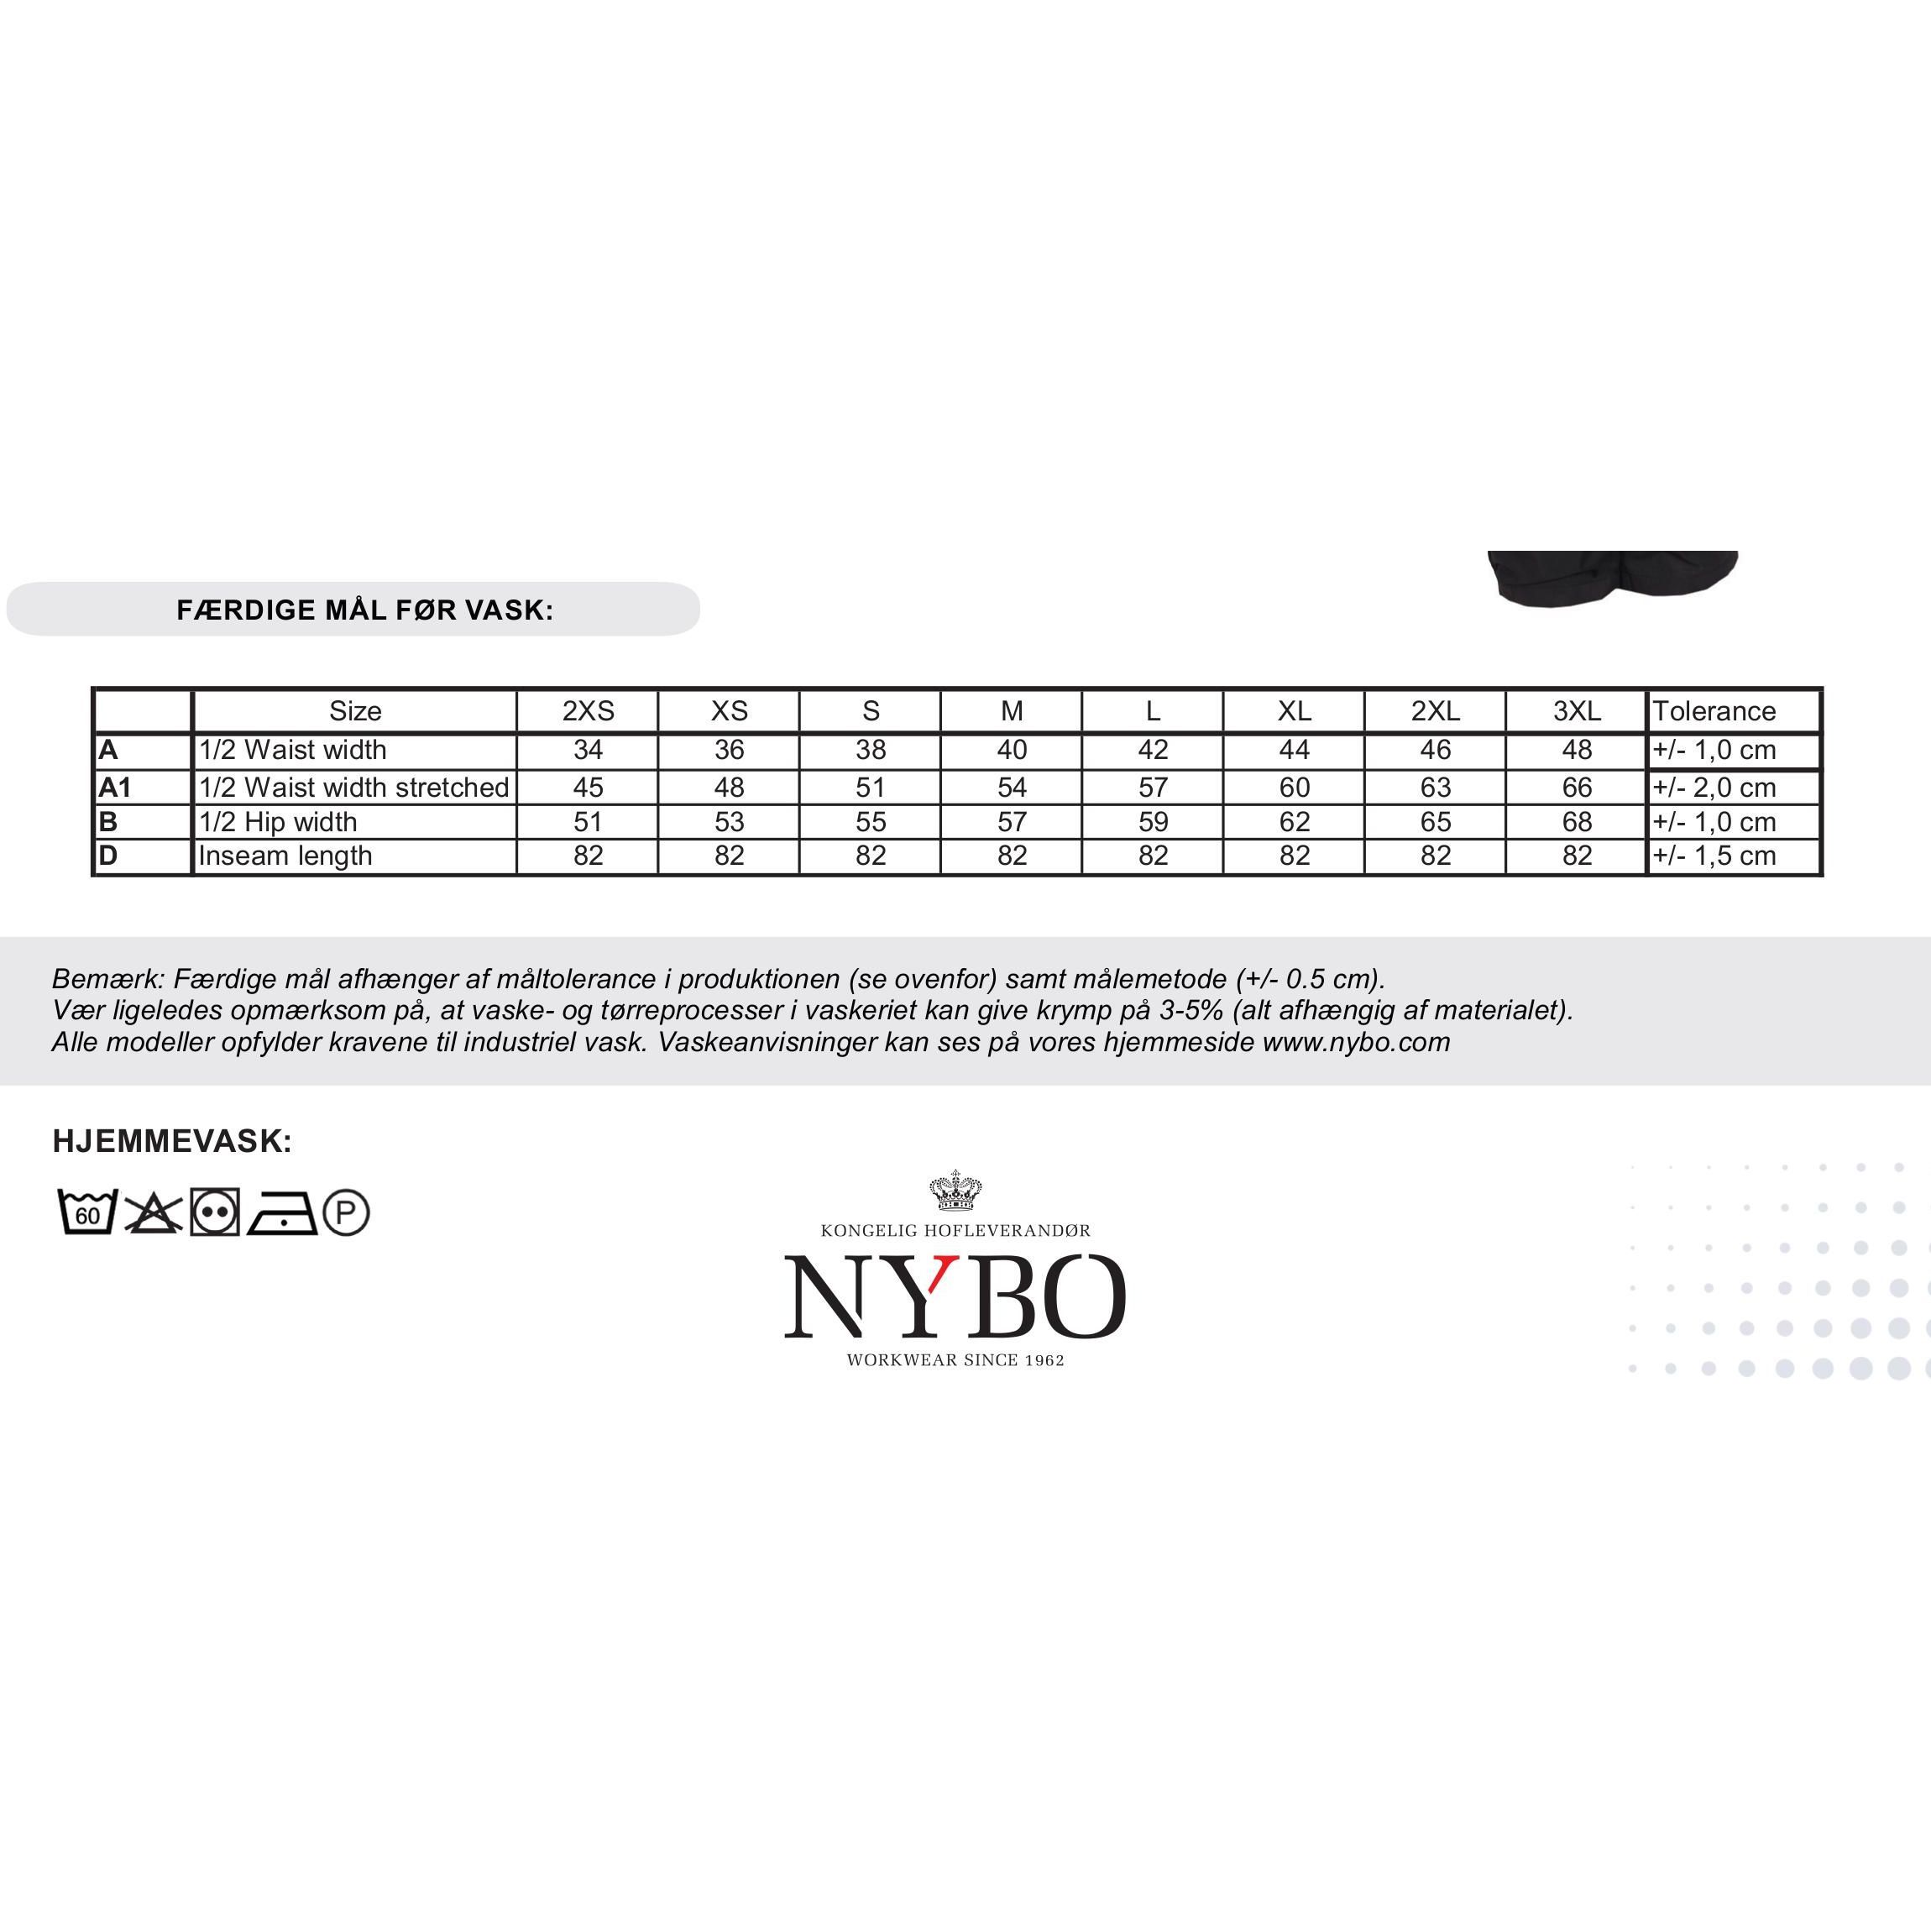 FÆRDIGE MÅL FØR VASK:
Size 2XS XS S M L XL 2XL 3XL Tolerance
A 1/2 Waist width 34 36 38 40 42 44 46 48 +/- 1,0 cm
A1 1/2 Waist width stretched 45 48 51 54 57 60 63 66 +/- 2,0 cm
B 1/2 Hip width 51 53 55 57 59 62 65 68 +/- 1,0 cm
D Inseam length 82 82 82 82 82 82 82 82 +/- 1,5 cm
Bemærk: Færdige mål afhænger af måltolerance i produktionen (se ovenfor) samt målemetode (+/- 0.5 cm).
Vær ligeledes opmærksom på, at vaske- og tørreprocesser i vaskeriet kan give krymp på 3-5% (alt afhængig af materialet).
Alle modeller opfylder kravene til industriel vask. Vaskeanvisninger kan ses på vores hjemmeside www.nybo.com
HJEMMEVASK:
60 P
KONGELIG HOFLEVERANDØR
NYBO
WORKWEAR SINCE 1962